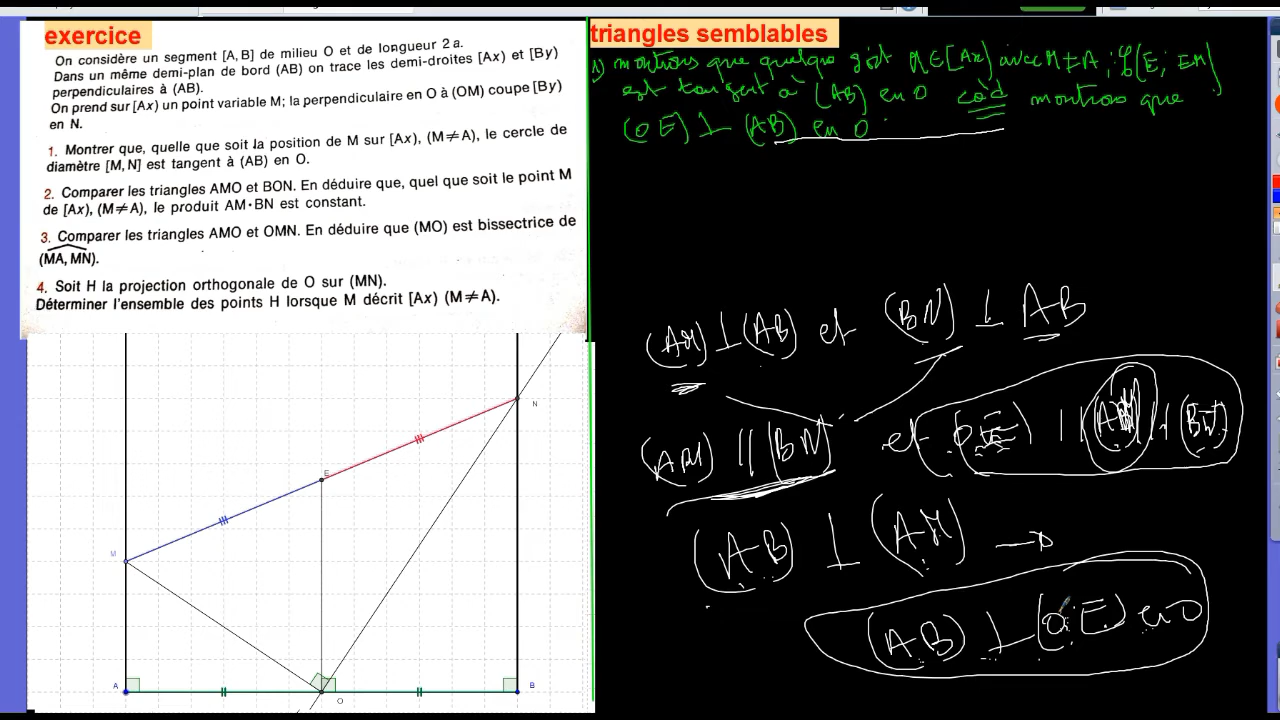 exercice
On considère un segment [A, B] de milieu O et de longueur 2 a.
Dans un même demi-plan de bord (AB) on trace les demi-droites [Ax) et [By)
perpendiculaires à (AB).
On prend sur [Ax) un point variable M; la perpendiculaire en O à (OM) coupe [By)
en N.
1. Montrer que, quelle que soit la position de M sur [Ax), (M≠A), le cercle de
diamètre [M, N] est tangent à (AB) en O.
2. Comparer les triangles AMO et BON. En déduire que, quel que soit le point M
de [Ax), (M≠A), le produit AM·BN est constant.
3. Comparer les triangles AMO et OMN. En déduire que (MO) est bissectrice de
(MA, MN).
4. Soit H la projection orthogonale de O sur (MN).
Déterminer l'ensemble des points H lorsque M décrit [Ax) (M≠A).
M
E
N
A
O
B
triangles semblables
1) montrons que quelque soit M ∈ [Ax) avec M ≠ A ; C(E; EM)
est tangent à (AB) en O càd montrons que
(OE) ⊥ (AB) en O.
(AM) ⊥ (AB) et (BN) ⊥ AB
(AM) // (BN) et (OE) // (AM) //
(AB) ⊥ (AM) →
(AB) ⊥ (OE) en O